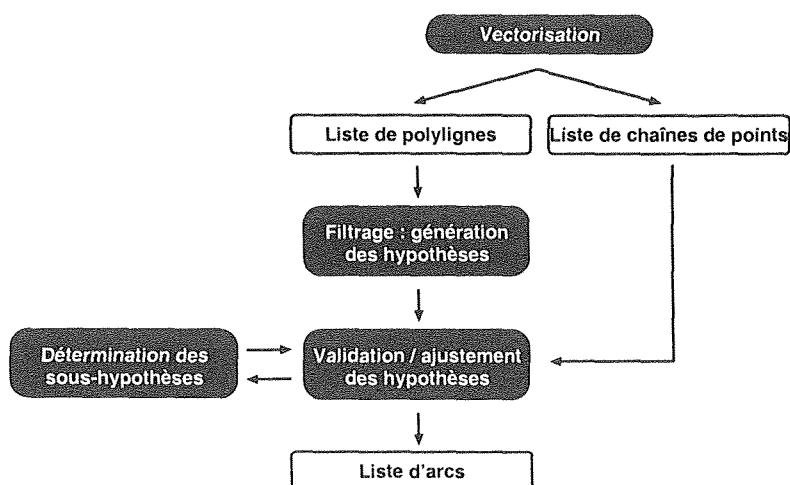 Vectorisation
Liste de polylignes
Liste de chaînes de points
Filtrage : génération
des hypothèses
Détermination des
sous-hypothèses
Validation / ajustement
des hypothèses
Liste d'arcs